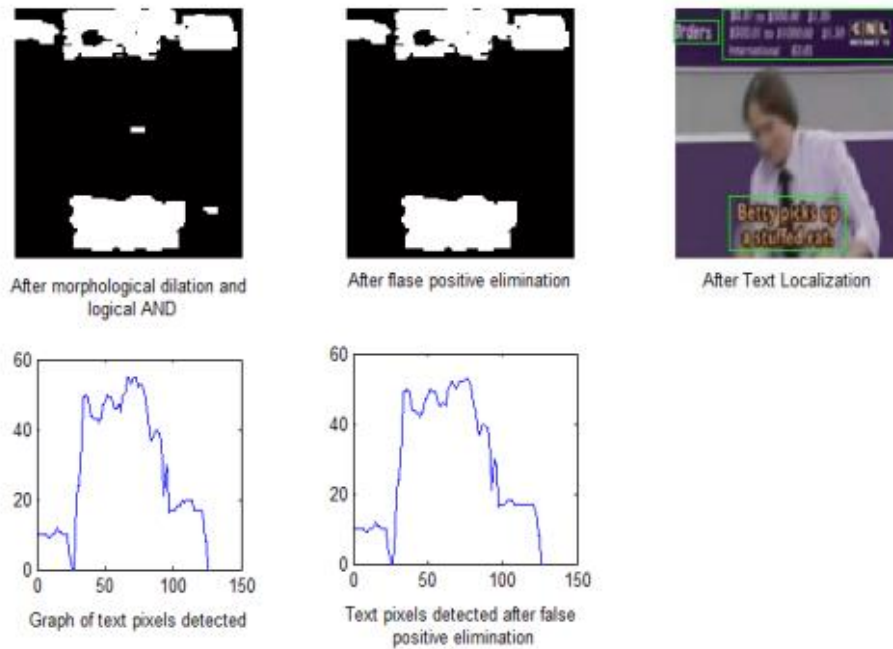 Orders
International
Betty picks up
a stuffed rat.
After morphological dilation and
logical AND
After flase positive elimination
After Text Localization
60
40
20
0
0 50 100 150
Graph of text pixels detected
60
40
20
0
0 50 100 150
Text pixels detected after false
positive elimination